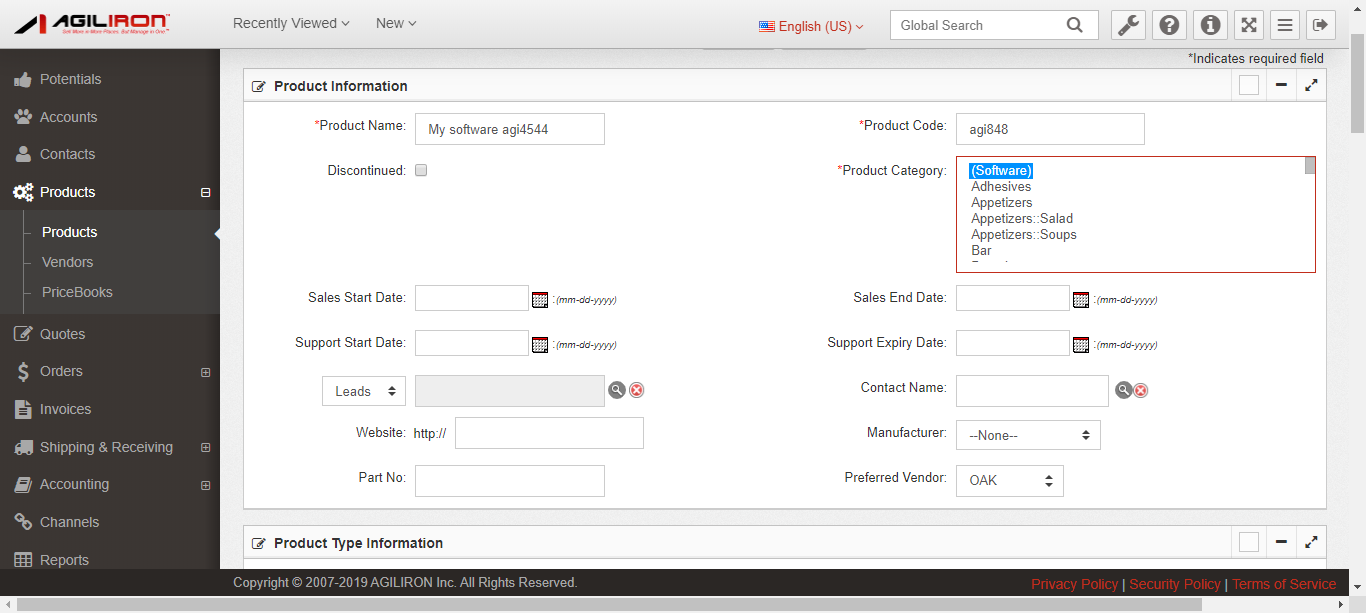 AGILIRON
Sell More in More Places. But Manage in One.™
Recently Viewed
New
English (US)
Global Search
Potentials
Accounts
Contacts
Products
Products
Vendors
PriceBooks
Quotes
Orders
Invoices
Shipping & Receiving
Accounting
Channels
Reports
*Indicates required field
Product Information
*Product Name: My software agi4544
*Product Code: agi848
Discontinued:
*Product Category: (Software)
Adhesives
Appetizers
Appetizers::Salad
Appetizers::Soups
Bar
Sales Start Date: :(mm-dd-yyyy)
Sales End Date: :(mm-dd-yyyy)
Support Start Date: :(mm-dd-yyyy)
Support Expiry Date: :(mm-dd-yyyy)
Leads
Contact Name:
Website: http://
Manufacturer: --None--
Part No:
Preferred Vendor: OAK
Product Type Information
Copyright © 2007-2019 AGILIRON Inc. All Rights Reserved.
Privacy Policy | Security Policy | Terms of Service